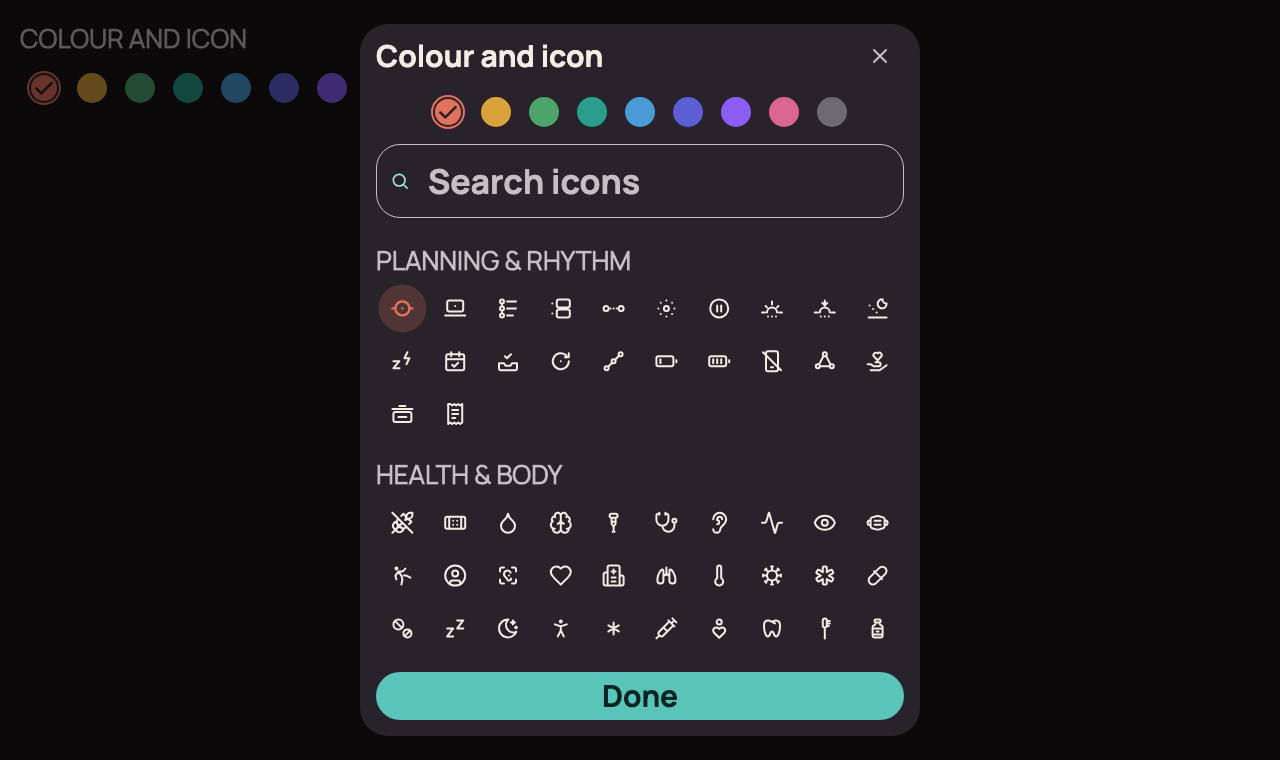 COLOUR AND ICON
Colour and icon
Search icons
PLANNING & RHYTHM
HEALTH & BODY
Done